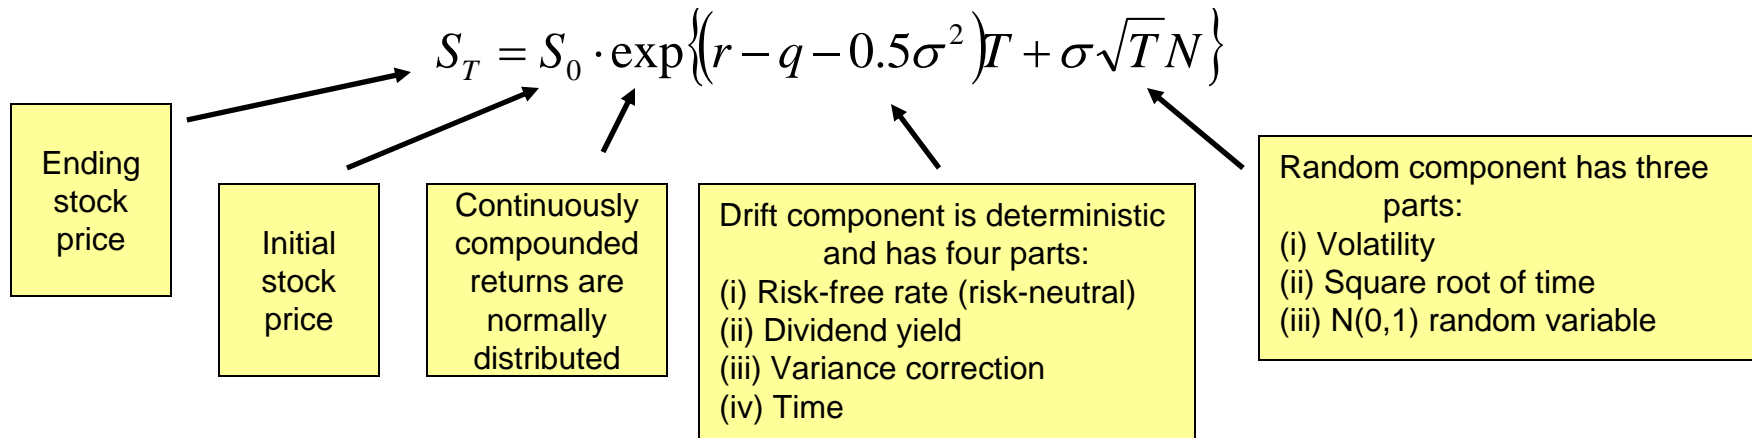 S_T = S_0 · exp{(r − q − 0.5σ²)T + σ√T N}
Ending
stock
price
Initial
stock
price
Continuously
compounded
returns are
normally
distributed
Drift component is deterministic
and has four parts:
(i) Risk-free rate (risk-neutral)
(ii) Dividend yield
(iii) Variance correction
(iv) Time
Random component has three
parts:
(i) Volatility
(ii) Square root of time
(iii) N(0,1) random variable